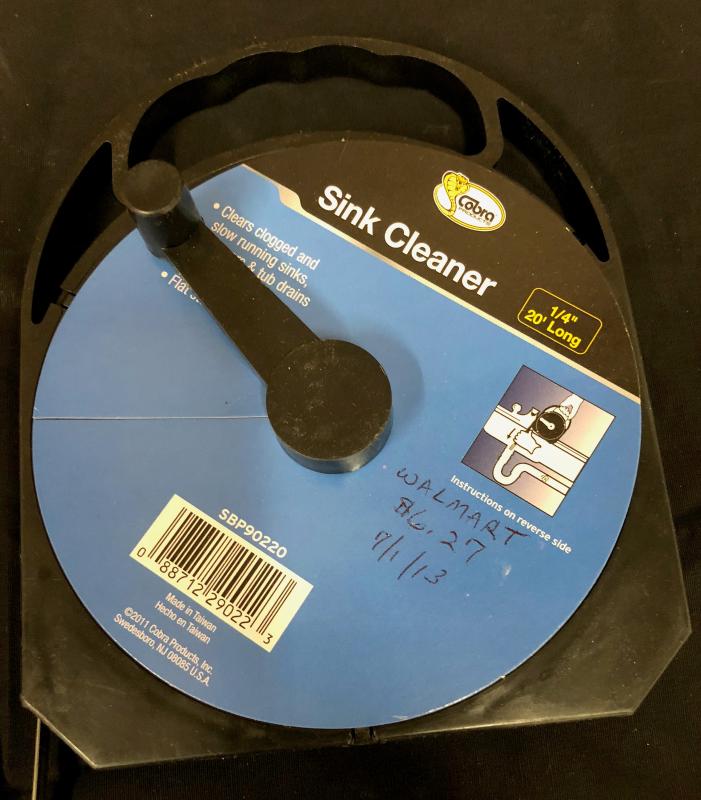 Cobra
PRODUCTS
Sink Cleaner
1/4"
20' Long
• Clears clogged and
slow running sinks,
& tub drains
• Flat
Instructions on reverse side
WALMART
$6.27
7/1/13
SBP90220
0 88712 29022 3
Made in Taiwan
Hecho en Taiwan
©2011 Cobra Products, Inc.
Swedesboro, NJ 08085 U.S.A.